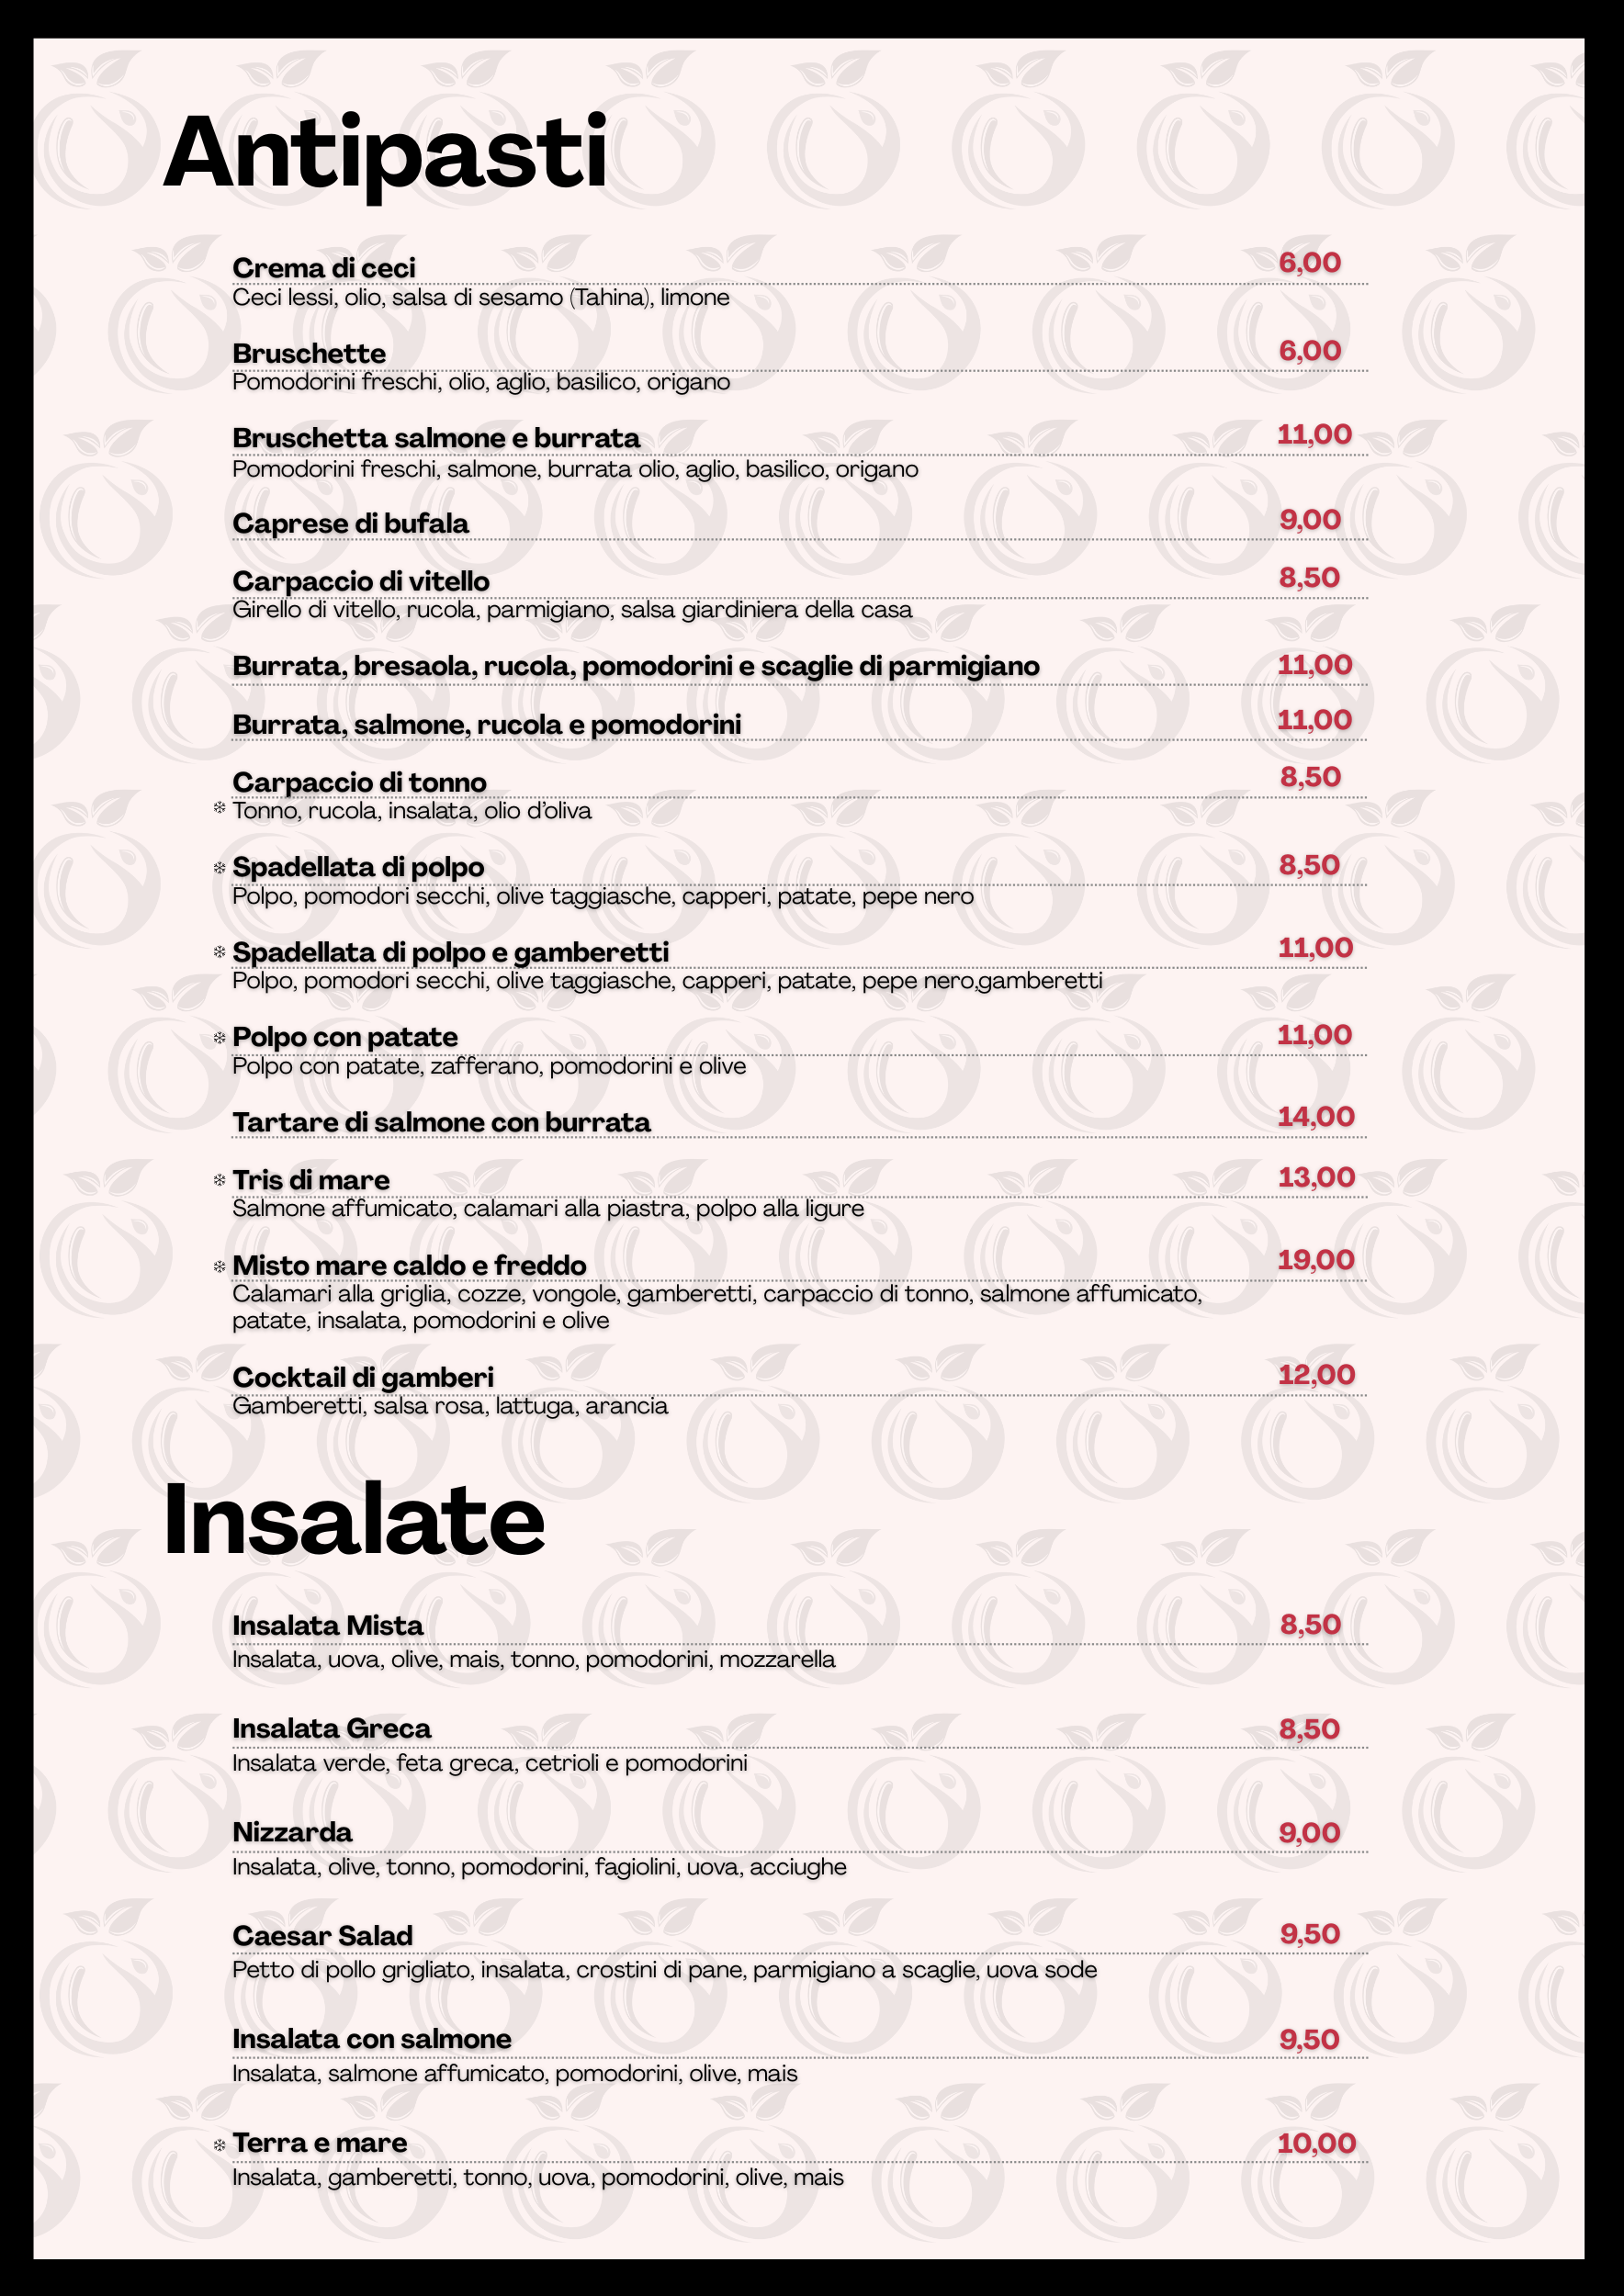 Antipasti
Crema di ceci 6,00
Ceci lessi, olio, salsa di sesamo (Tahina), limone
Bruschette 6,00
Pomodorini freschi, olio, aglio, basilico, origano
Bruschetta salmone e burrata 11,00
Pomodorini freschi, salmone, burrata olio, aglio, basilico, origano
Caprese di bufala 9,00
Carpaccio di vitello 8,50
Girello di vitello, rucola, parmigiano, salsa giardiniera della casa
Burrata, bresaola, rucola, pomodorini e scaglie di parmigiano 11,00
Burrata, salmone, rucola e pomodorini 11,00
Carpaccio di tonno 8,50
❄ Tonno, rucola, insalata, olio d'oliva
❄ Spadellata di polpo 8,50
Polpo, pomodori secchi, olive taggiasche, capperi, patate, pepe nero
❄ Spadellata di polpo e gamberetti 11,00
Polpo, pomodori secchi, olive taggiasche, capperi, patate, pepe nero,gamberetti
❄ Polpo con patate 11,00
Polpo con patate, zafferano, pomodorini e olive
Tartare di salmone con burrata 14,00
❄ Tris di mare 13,00
Salmone affumicato, calamari alla piastra, polpo alla ligure
❄ Misto mare caldo e freddo 19,00
Calamari alla griglia, cozze, vongole, gamberetti, carpaccio di tonno, salmone affumicato,
patate, insalata, pomodorini e olive
Cocktail di gamberi 12,00
Gamberetti, salsa rosa, lattuga, arancia
Insalate
Insalata Mista 8,50
Insalata, uova, olive, mais, tonno, pomodorini, mozzarella
Insalata Greca 8,50
Insalata verde, feta greca, cetrioli e pomodorini
Nizzarda 9,00
Insalata, olive, tonno, pomodorini, fagiolini, uova, acciughe
Caesar Salad 9,50
Petto di pollo grigliato, insalata, crostini di pane, parmigiano a scaglie, uova sode
Insalata con salmone 9,50
Insalata, salmone affumicato, pomodorini, olive, mais
❄ Terra e mare 10,00
Insalata, gamberetti, tonno, uova, pomodorini, olive, mais